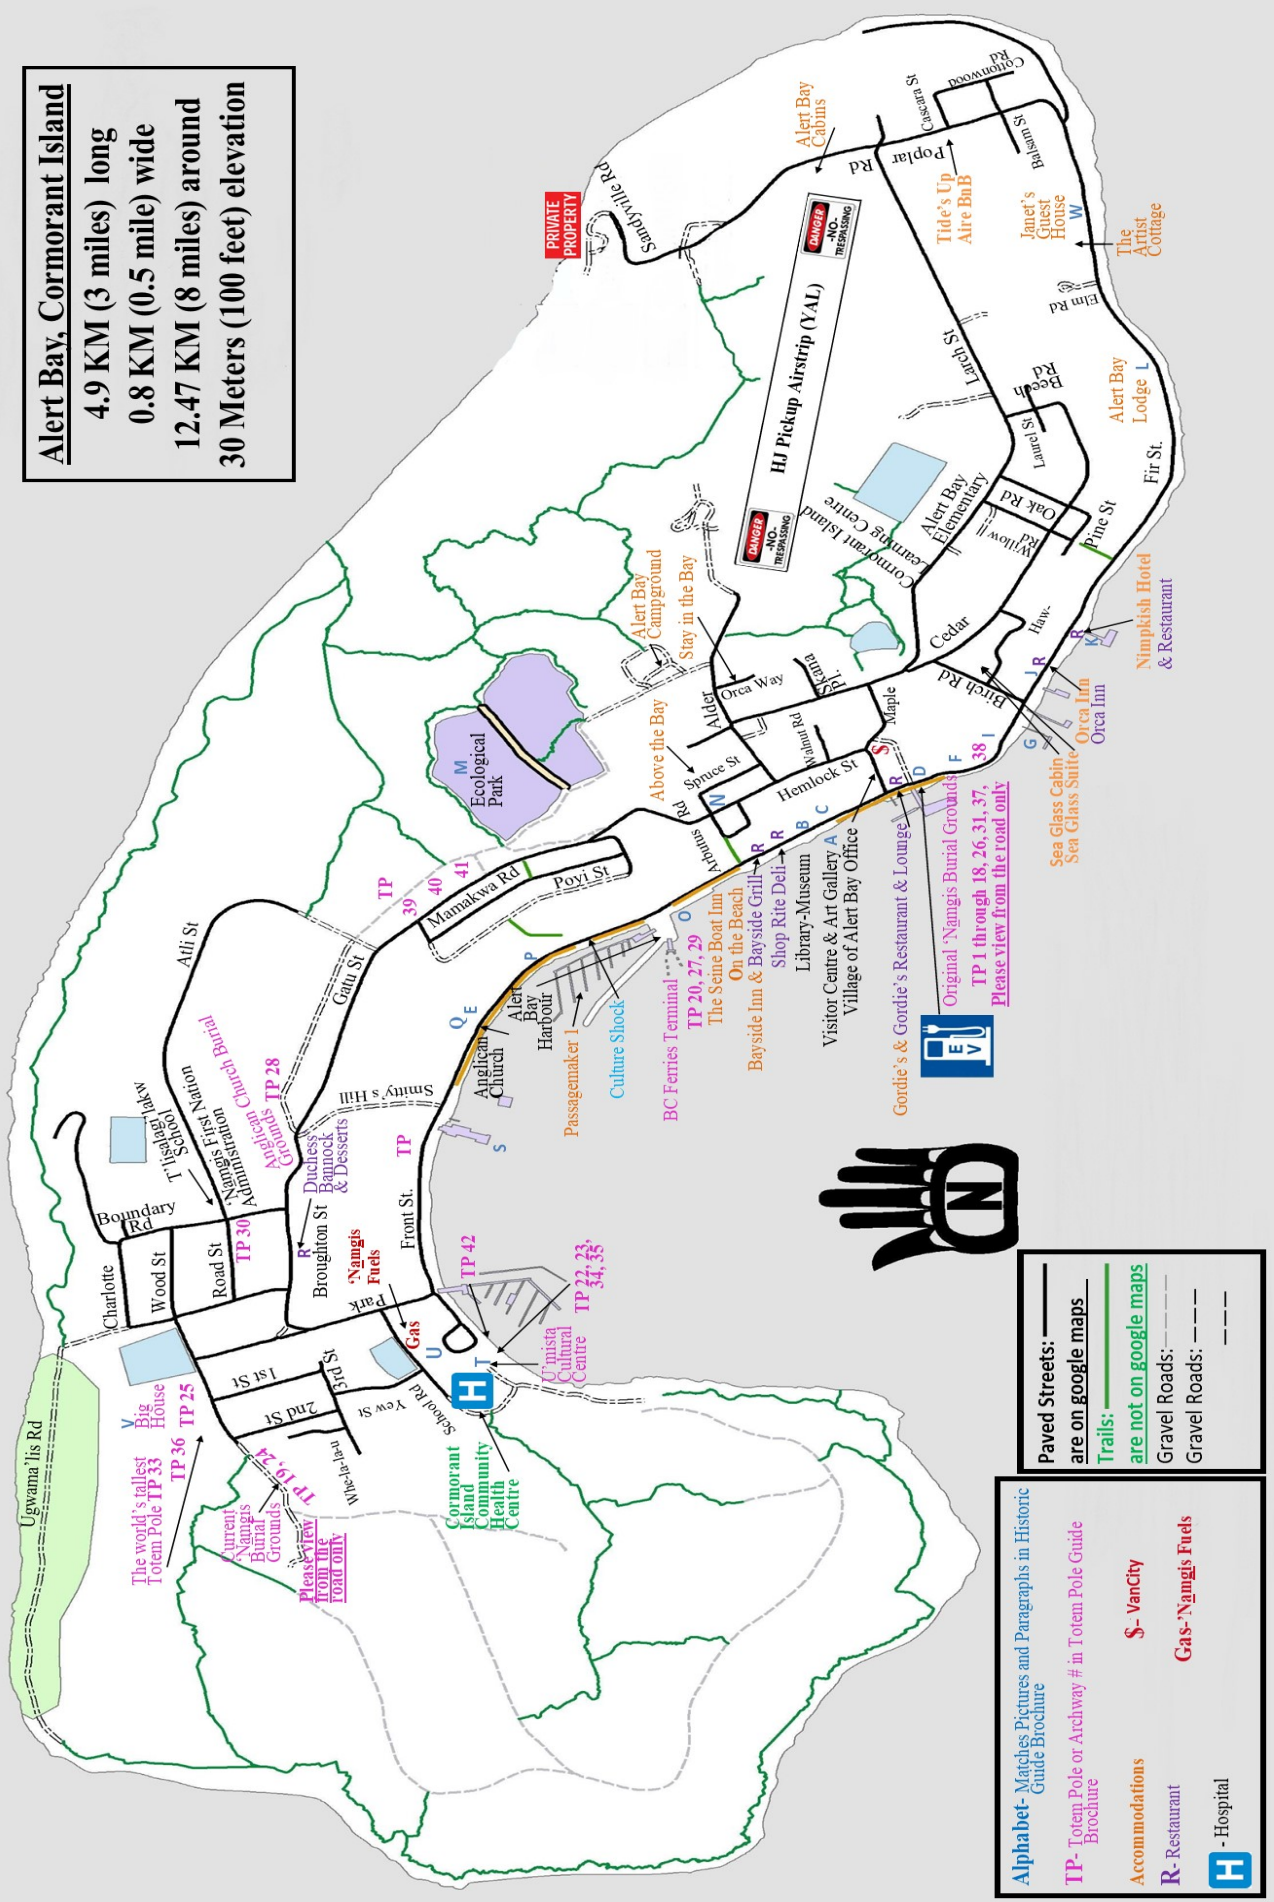 Alert Bay, Cormorant Island
4.9 KM (3 miles) long
0.8 KM (0.5 mile) wide
12.47 KM (8 miles) around
30 Meters (100 feet) elevation
Ugwama'lis Rd
The world's tallest
Totem Pole TP 33
TP 36
V
Big
House
TP 25
Charlotte
Boundary
Rd
Wood St
Road St
T'lisalagi'lakw
School
'Namgis First Nation
Administration
TP 30
Atli St
Anglican Church Burial
Grounds
TP 28
Gatu St
Current
'Namgis
Burial
Grounds
TP 19, 24
Please view
from the
road only
1st St
2nd St
3rd St
Yew St
Whe-la-la-u
School Rd
Park
Broughton St
R
Duchess'
Bannock
& Desserts
Smitty's Hill
'Namgis
Fuels
Gas
U
H
T
Front St.
TP
TP 42
TP 22, 23,
34, 35
U'mista
Cultural
Centre
Cormorant
Island
Community
Health
Centre
S
TP
39
40
41
Mamakwa Rd
Poyi St
Q
E
P
Anglican
Church
Alert
Bay
Harbour
Passagemaker 1
Culture Shock
O
BC Ferries Terminal
TP 20, 27, 29
The Seine Boat Inn
On the Beach
Bayside Inn & Bayside Grill
R
Shop Rite Deli
R
Library-Museum
B
C
Visitor Centre & Art Gallery
A
Village of Alert Bay Office
Gordie's & Gordie's Restaurant & Lounge
R
D
EV
Original 'Namgis Burial Grounds
TP 1 through 18, 26, 31, 37,
38
Please view from the road only
F
I
G
M
Ecological
Park
Arbutus
Rd
N
Spruce St
Above the Bay
Alder
Orca Way
Stay in the Bay
Alert Bay
Campground
Walnut Rd
Hemlock St
Skana
Pl.
Maple
$
PRIVATE
PROPERTY
Sandyville Rd
Alert Bay
Cabins
DANGER
-NO-
TRESPASSING
HJ Pickup Airstrip (YAL)
DANGER
-NO-
TRESPASSING
Poplar
Rd
Cascara St
Cottonwood
Rd
Balsam St
Tide's Up
Aire BnB
Janet's
Guest
House
W
The
Artist
Cottage
Elm Rd
Larch St
Beech
Rd
Laurel St
Alert Bay
Lodge
L
Fir St.
Cormorant Island
Learning Centre
Alert Bay
Elementary
Oak Rd
Willow
Rd
Pine St
Cedar
Haw-
Birch Rd
J
R
R
K
Nimpkish Hotel
& Restaurant
Orca Inn
Orca Inn
Sea Glass Cabin
Sea Glass Suite
N
Paved Streets:
are on google maps
Trails:
are not on google maps
Gravel Roads:
Gravel Roads:
Alphabet- Matches Pictures and Paragraphs in Historic
Guide Brochure
TP- Totem Pole or Archway # in Totem Pole Guide
Brochure
Accommodations
$- VanCity
R- Restaurant
Gas-'Namgis Fuels
H - Hospital